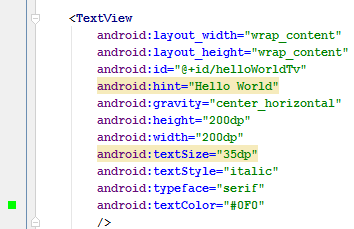 <TextView
android:layout_width="wrap_content"
android:layout_height="wrap_content"
android:id="@+id/helloWorldTv"
android:hint="Hello World"
android:gravity="center_horizontal"
android:height="200dp"
android:width="200dp"
android:textSize="35dp"
android:textStyle="italic"
android:typeface="serif"
android:textColor="#0F0"
/>